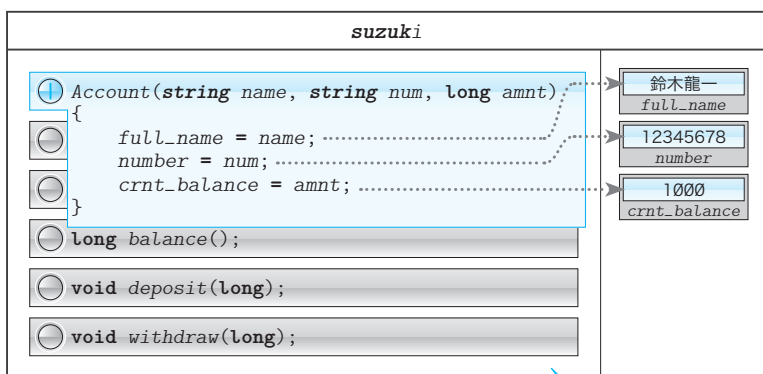 suzuki
Account(string name, string num, long amnt)
{
full_name = name;
number = num;
crnt_balance = amnt;
}
long balance();
void deposit(long);
void withdraw(long);
鈴木龍一
full_name
12345678
number
1000
crnt_balance